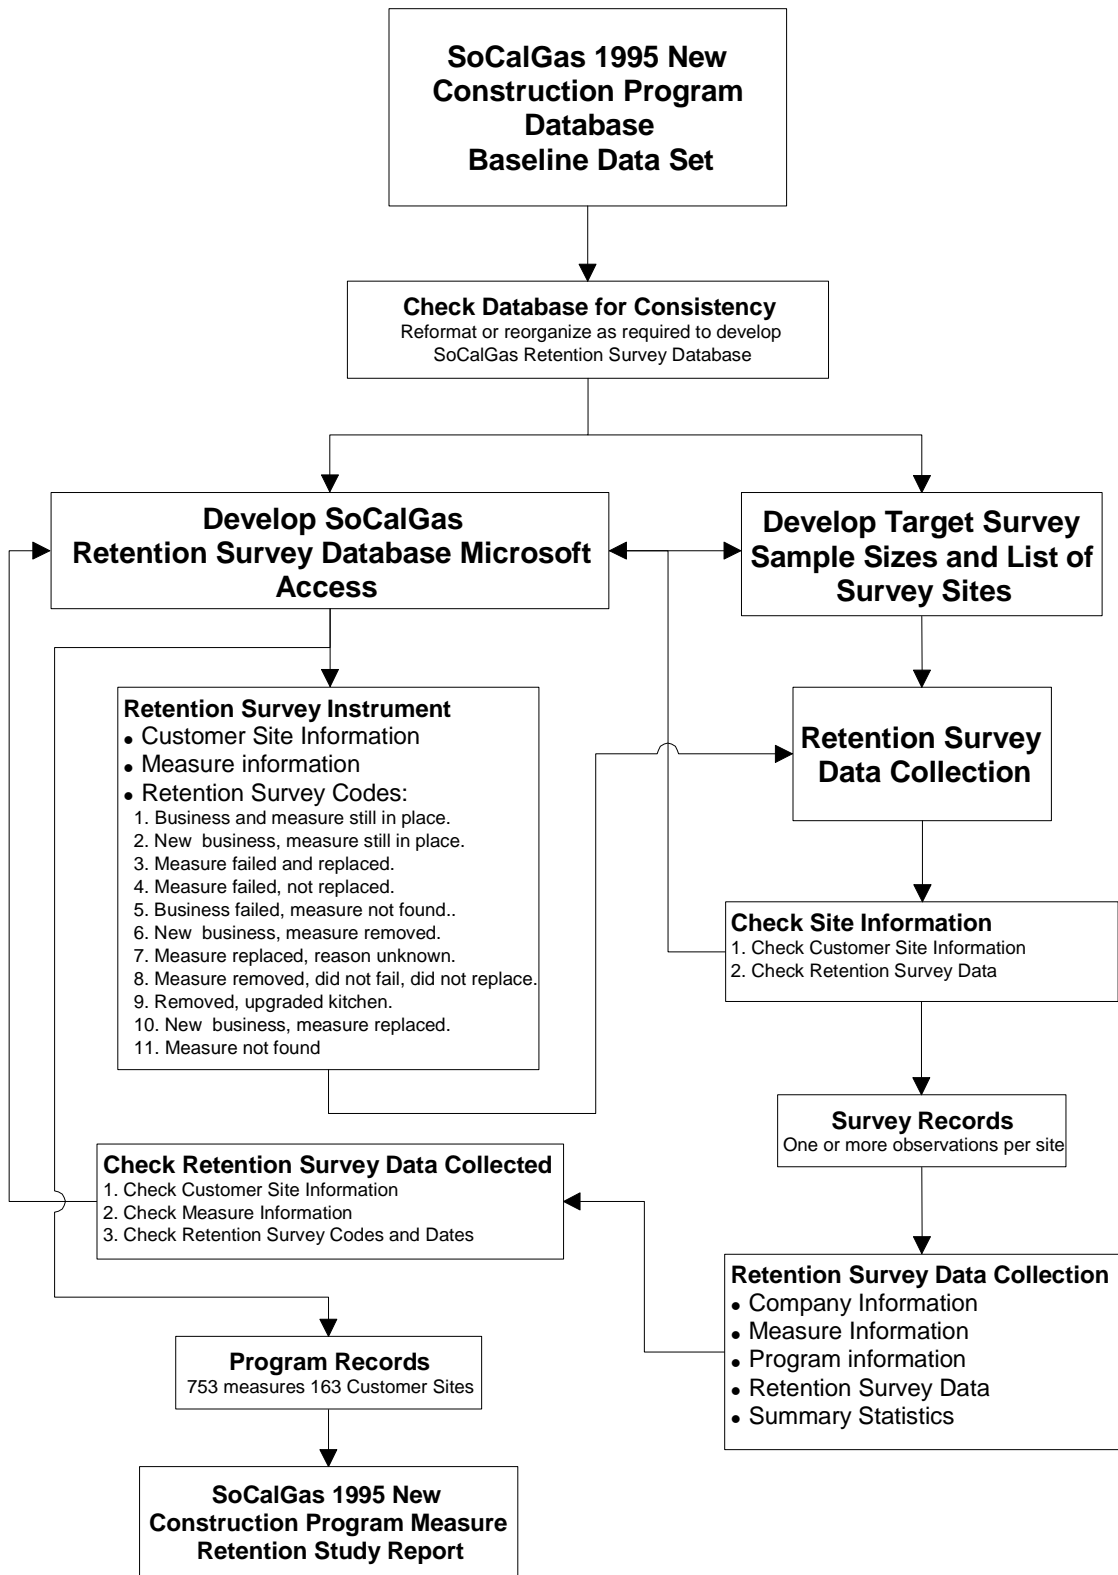 SoCalGas 1995 New
Construction Program
Database
Baseline Data Set
Check Database for Consistency
Reformat or reorganize as required to develop
SoCalGas Retention Survey Database
Develop SoCalGas
Retention Survey Database Microsoft
Access
Develop Target Survey
Sample Sizes and List of
Survey Sites
Retention Survey Instrument
• Customer Site Information
• Measure information
• Retention Survey Codes:
1. Business and measure still in place.
2. New  business, measure still in place.
3. Measure failed and replaced.
4. Measure failed, not replaced.
5. Business failed, measure not found..
6. New  business, measure removed.
7. Measure replaced, reason unknown.
8. Measure removed, did not fail, did not replace.
9. Removed, upgraded kitchen.
10. New  business, measure replaced.
11. Measure not found
Retention Survey
Data Collection
Check Site Information
1. Check Customer Site Information
2. Check Retention Survey Data
Survey Records
One or more observations per site
Check Retention Survey Data Collected
1. Check Customer Site Information
2. Check Measure Information
3. Check Retention Survey Codes and Dates
Retention Survey Data Collection
• Company Information
• Measure Information
• Program information
• Retention Survey Data
• Summary Statistics
Program Records
753 measures 163 Customer Sites
SoCalGas 1995 New
Construction Program Measure
Retention Study Report